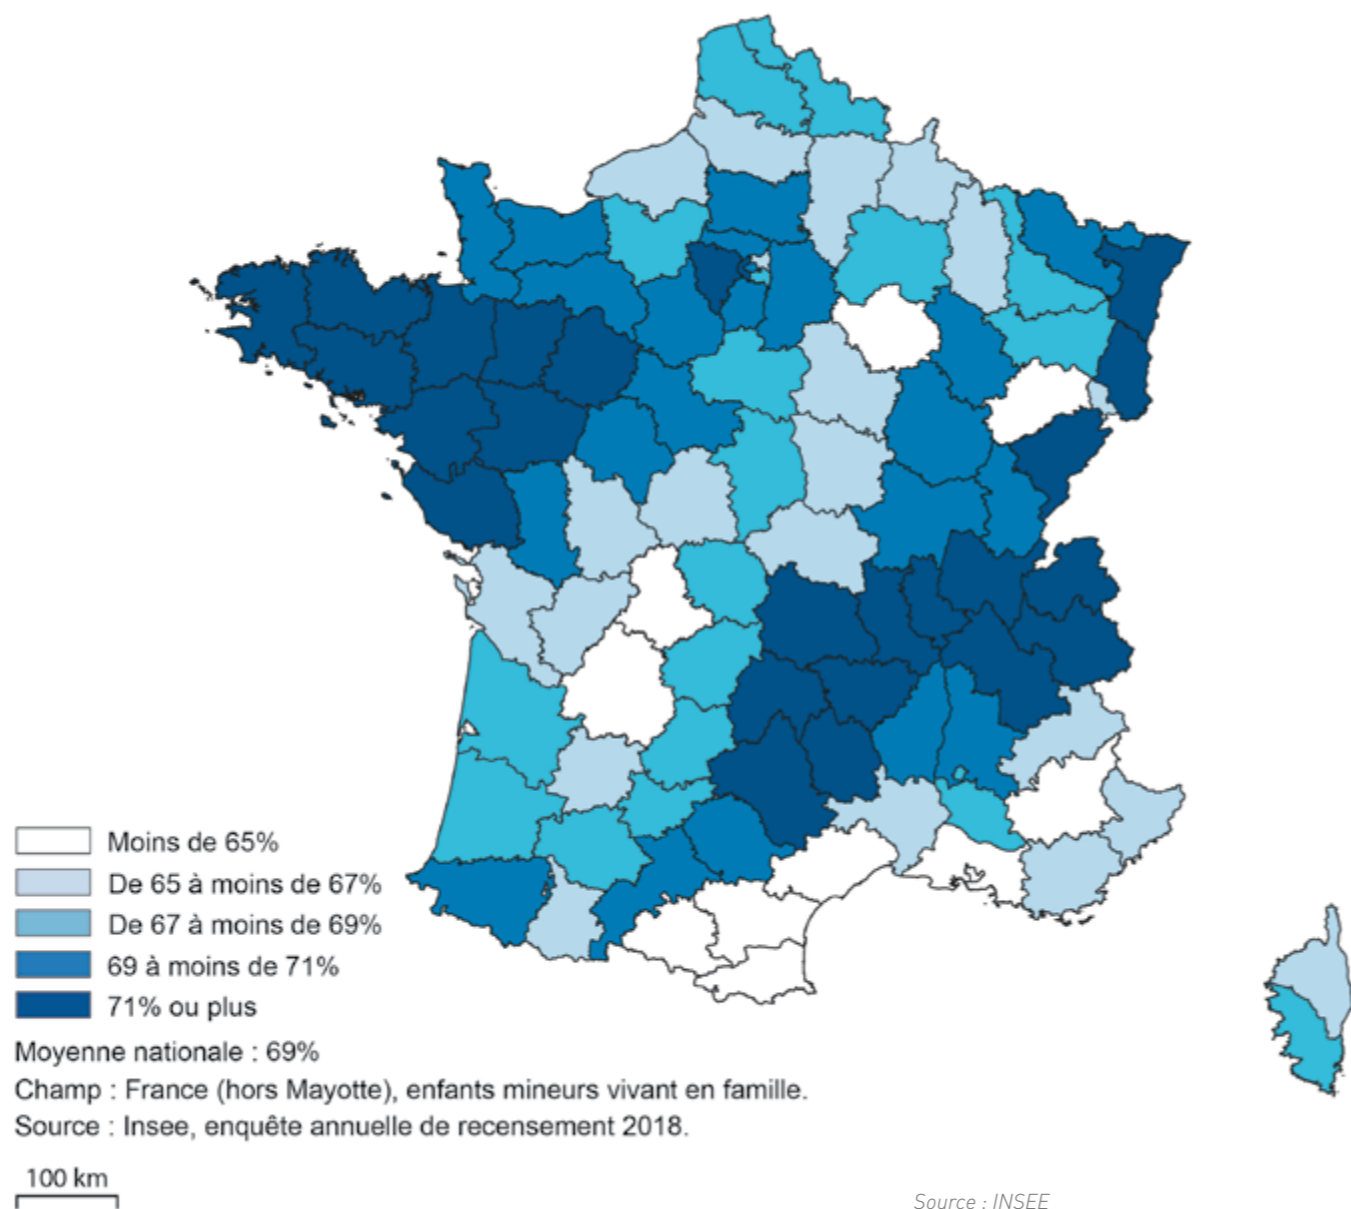 Moins de 65%
De 65 à moins de 67%
De 67 à moins de 69%
69 à moins de 71%
71% ou plus
Moyenne nationale : 69%
Champ : France (hors Mayotte), enfants mineurs vivant en famille.
Source : Insee, enquête annuelle de recensement 2018.
100 km
Source : INSEE